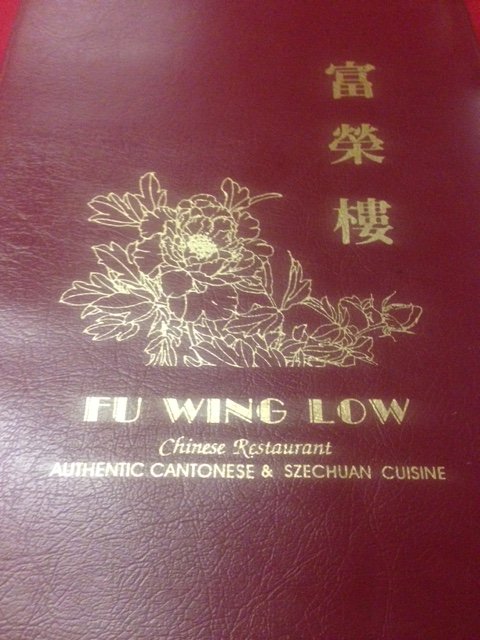 富榮樓
FU WING LOW
Chinese Restaurant
AUTHENTIC CANTONESE & SZECHUAN CUISINE